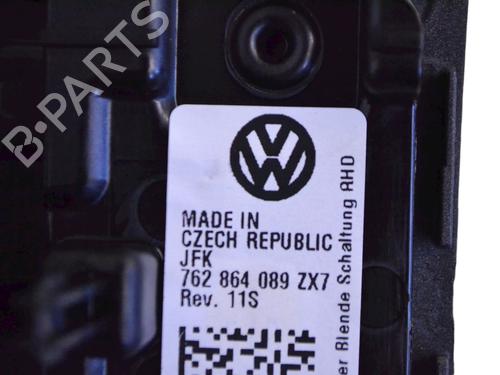 B-PARTS
MADE IN
CZECH REPUBLIC
JFK
762 864 089 ZX7
Rev. 11S
er Blende Schaltung RHD